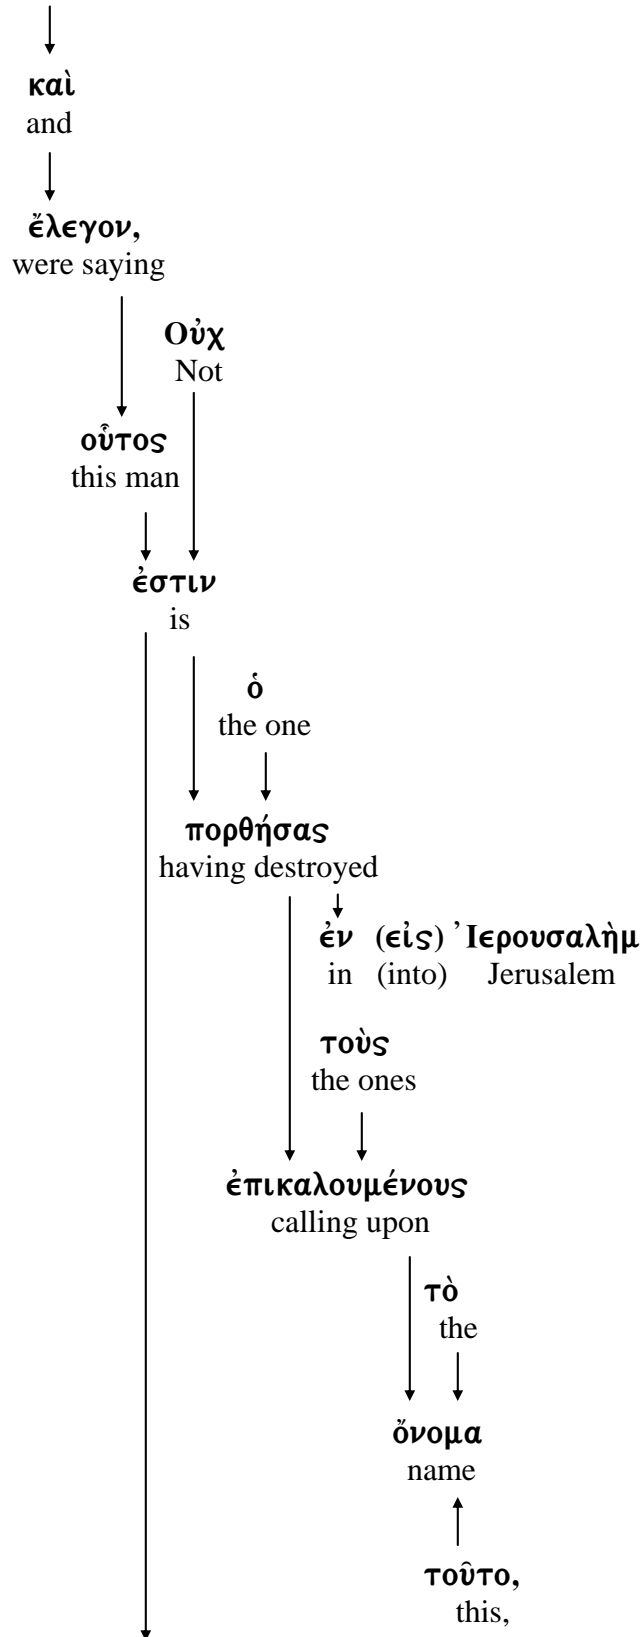 καὶ
and
ἔλεγον,
were saying
Οὐχ
Not
οὗτος
this man
ἐστιν
is
ὁ
the one
πορθήσας
having destroyed
ἐν (εἰς) Ἰερουσαλὴμ
in (into) Jerusalem
τοὺς
the ones
ἐπικαλουμένους
calling upon
τὸ
the
ὄνομα
name
τοῦτο,
this,